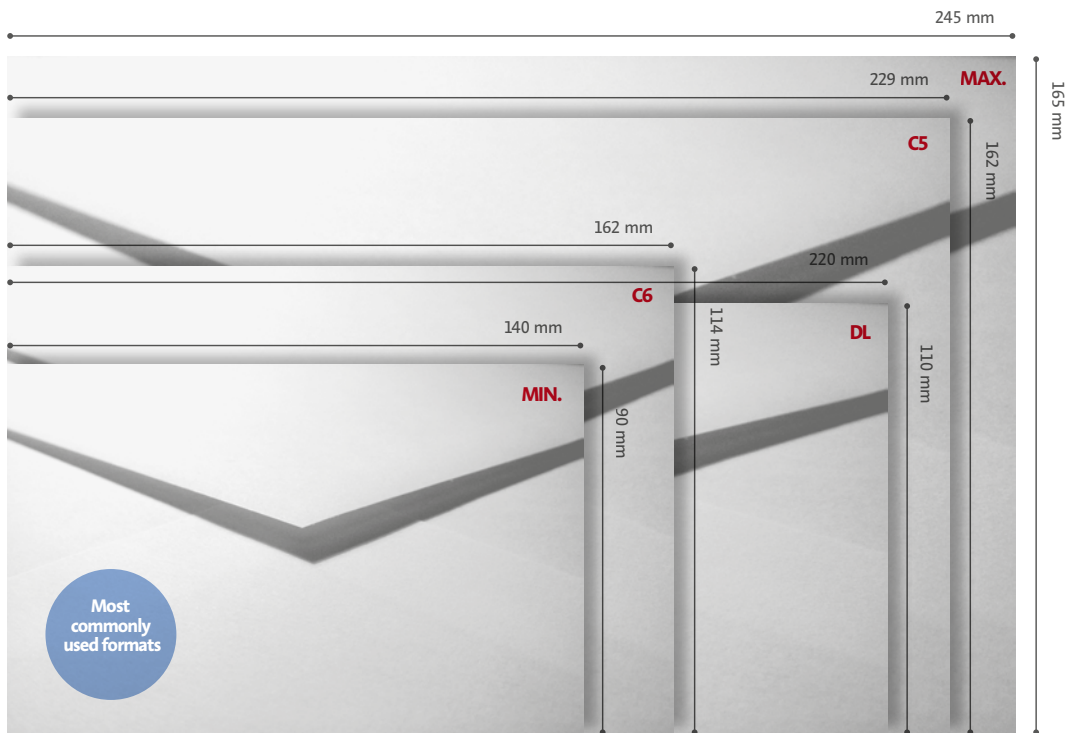 245 mm
MAX.
229 mm
165 mm
C5
162 mm
162 mm
220 mm
C6
114 mm
140 mm
DL
110 mm
MIN.
90 mm
Most
commonly
used formats